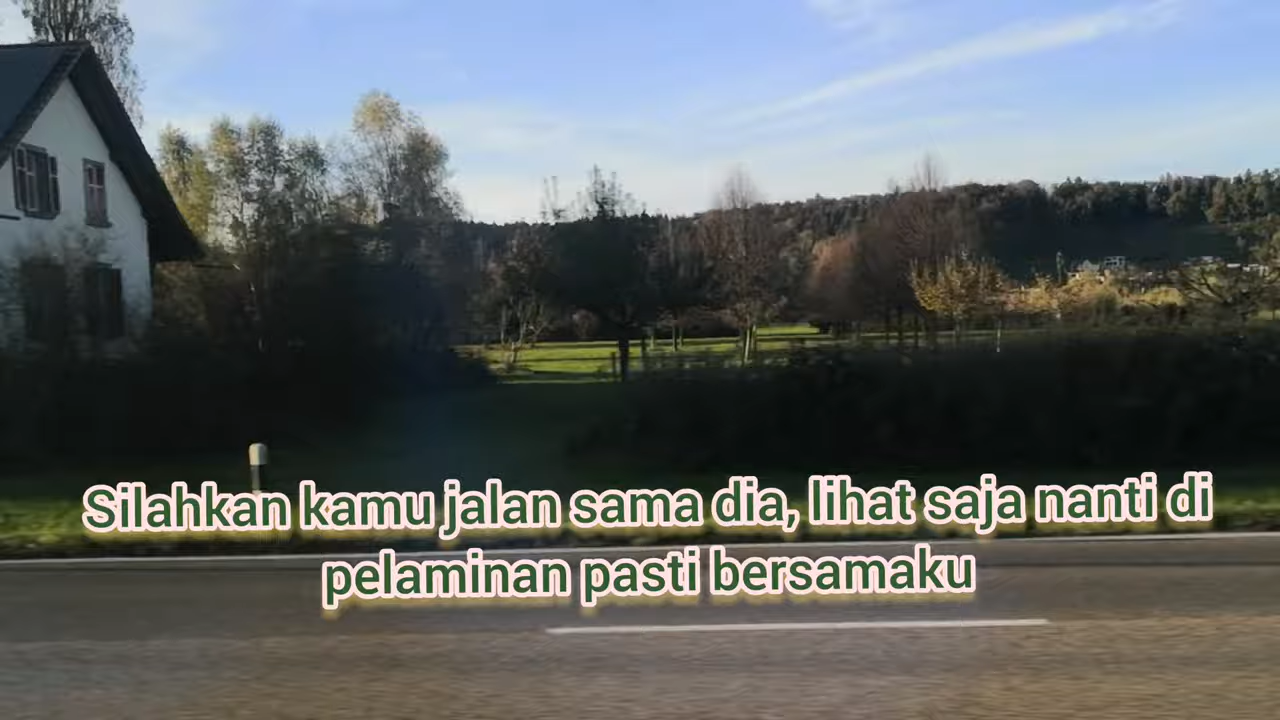 Silahkan kamu jalan sama dia, lihat saja nanti di
pelaminan pasti bersamaku